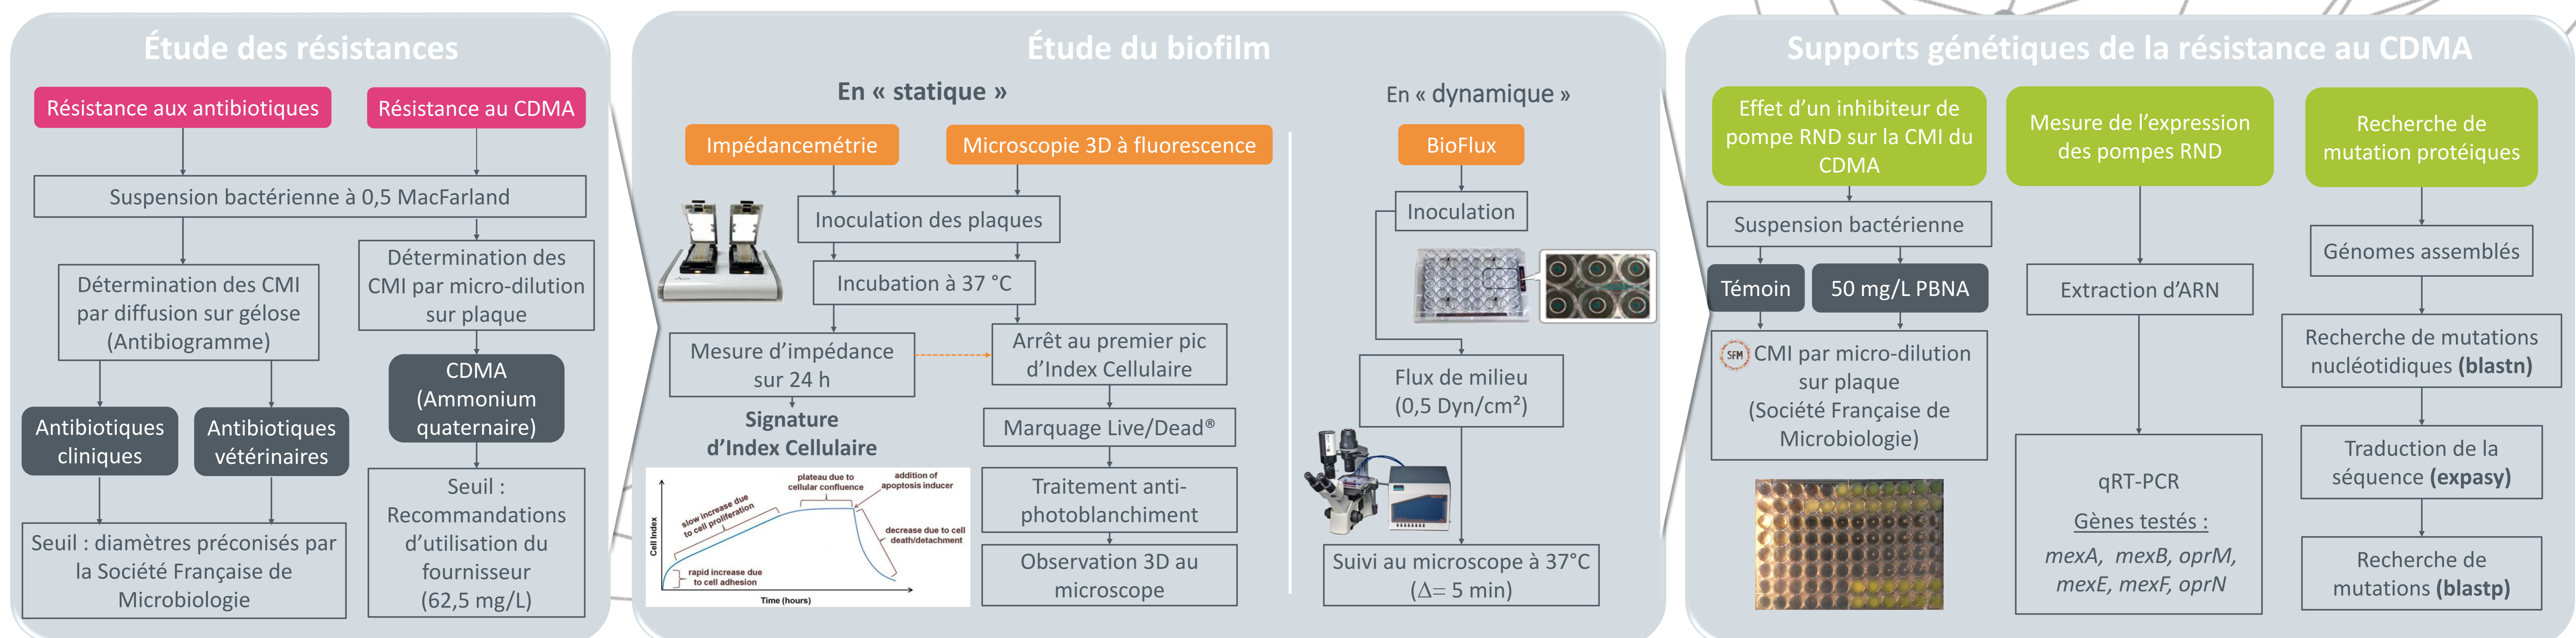 Étude des résistances
Résistance aux antibiotiques
Résistance au CDMA
Suspension bactérienne à 0,5 MacFarland
Détermination des CMI
par diffusion sur gélose
(Antibiogramme)
Détermination des
CMI par micro-dilution
sur plaque
Antibiotiques
cliniques
Antibiotiques
vétérinaires
CDMA
(Ammonium
quaternaire)
Seuil : diamètres préconisés par
la Société Française de
Microbiologie
Seuil :
Recommandations
d’utilisation du
fournisseur
(62,5 mg/L)
Étude du biofilm
En « statique »
Impédancemétrie
Microscopie 3D à fluorescence
Inoculation des plaques
Incubation à 37 °C
Mesure d’impédance
sur 24 h
Signature
d’Index Cellulaire
Cell Index
rapid increase due
to cell adhesion
slow increase due
to cell proliferation
plateau due to
cellular confluence
addition of
apoptosis inducer
decrease due to cell
death/detachment
Time (hours)
Arrêt au premier pic
d’Index Cellulaire
Marquage Live/Dead®
Traitement anti-
photoblanchiment
Observation 3D au
microscope
En « dynamique »
BioFlux
Inoculation
Flux de milieu
(0,5 Dyn/cm²)
Suivi au microscope à 37°C
(Δ= 5 min)
Supports génétiques de la résistance au CDMA
Effet d’un inhibiteur de
pompe RND sur la CMI du
CDMA
Suspension bactérienne
Témoin
50 mg/L PBNA
SFM
CMI par micro-dilution
sur plaque
(Société Française de
Microbiologie)
Mesure de l’expression
des pompes RND
Extraction d’ARN
qRT-PCR
Gènes testés :
mexA, mexB, oprM,
mexE, mexF, oprN
Recherche de
mutation protéiques
Génomes assemblés
Recherche de mutations
nucléotidiques (blastn)
Traduction de la
séquence (expasy)
Recherche de
mutations (blastp)